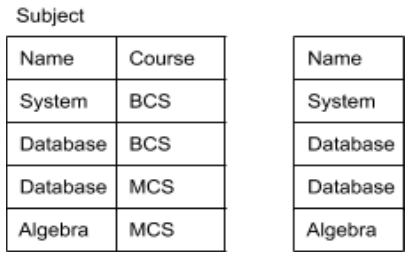 Subject
Name Course Name
System BCS System
Database BCS Database
Database MCS Database
Algebra MCS Algebra